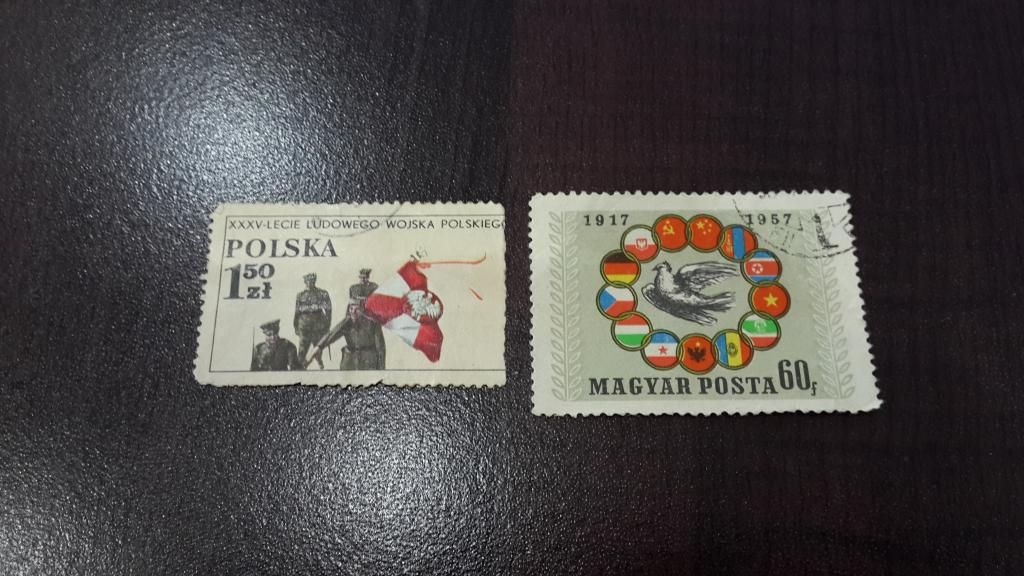 XXXV-LECIE LUDOWEGO WOJSKA POLSKIEGO
POLSKA
1 50 zł
1917 1957
MAGYAR POSTA 60f